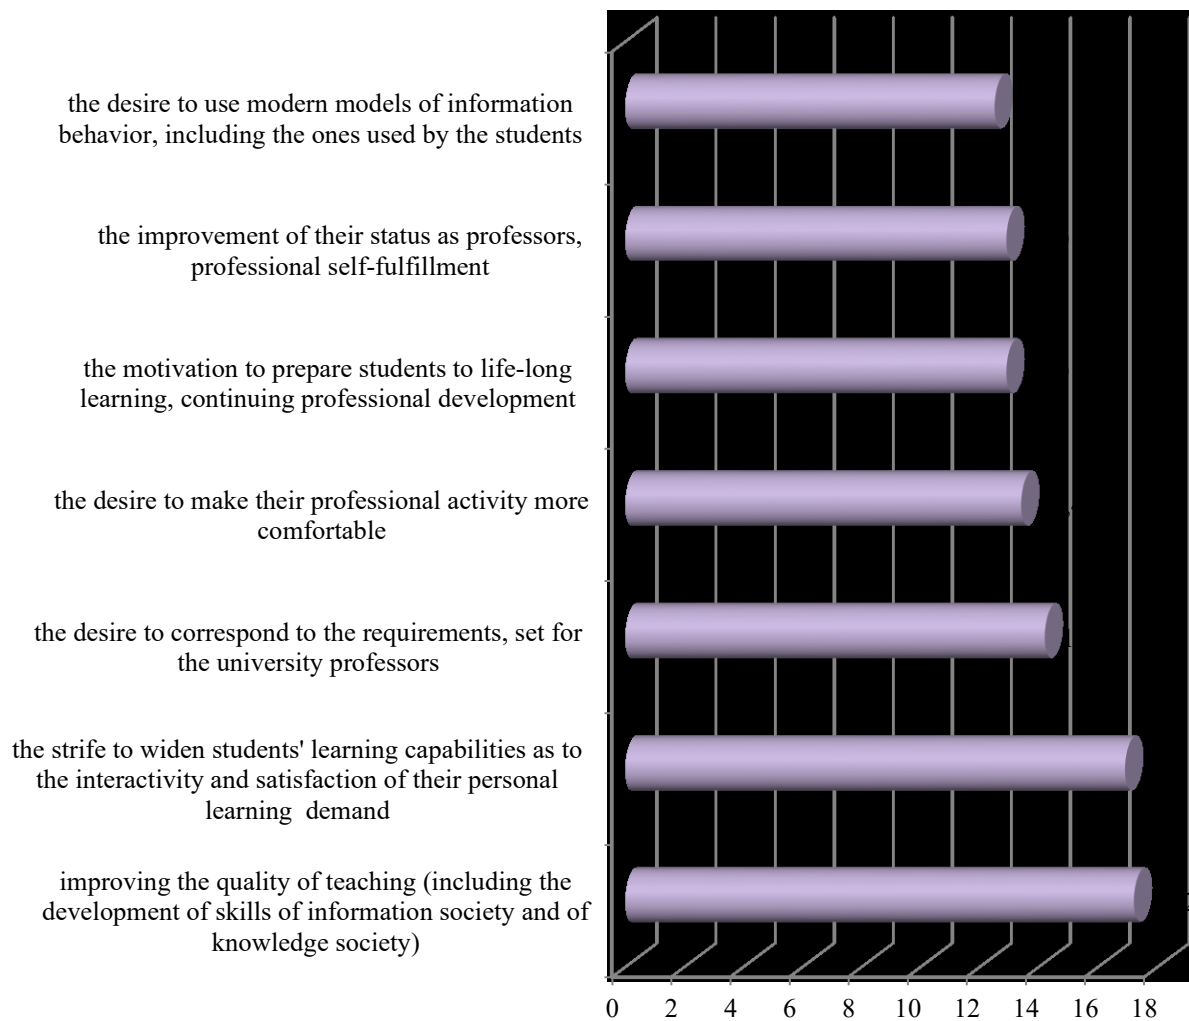 the desire to use modern models of information
behavior, including the ones used by the students
the improvement of their status as professors,
professional self-fulfillment
the motivation to prepare students to life-long
learning, continuing professional development
the desire to make their professional activity more
comfortable
the desire to correspond to the requirements, set for
the university professors
the strife to widen students' learning capabilities as to
the interactivity and satisfaction of their personal
learning  demand
improving the quality of teaching (including the
development of skills of information society and of
knowledge society)
0 2 4 6 8 10 12 14 16 18